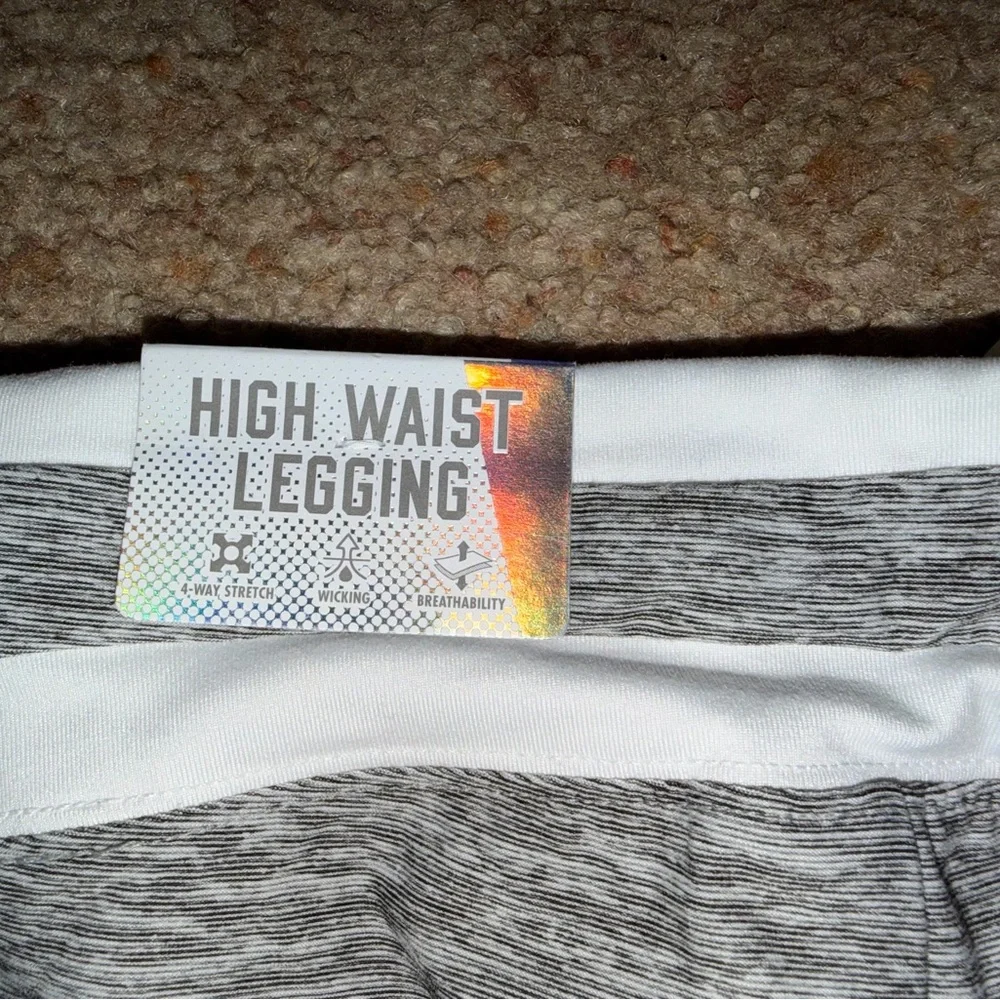 HIGH WAIST
LEGGING
4-WAY STRETCH WICKING BREATHABILITY